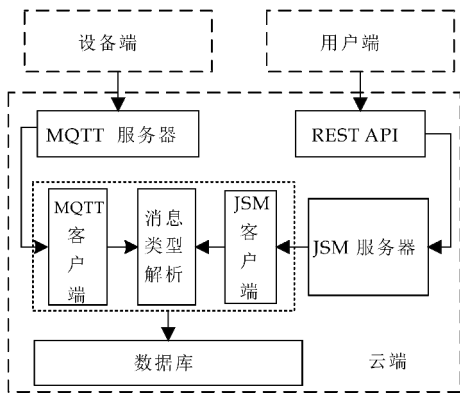 设备端
用户端
MQTT 服务器
REST API
MQTT
客
户
端
消息
类型
解析
JSM
客
户
端
JSM 服务器
数据库
云端